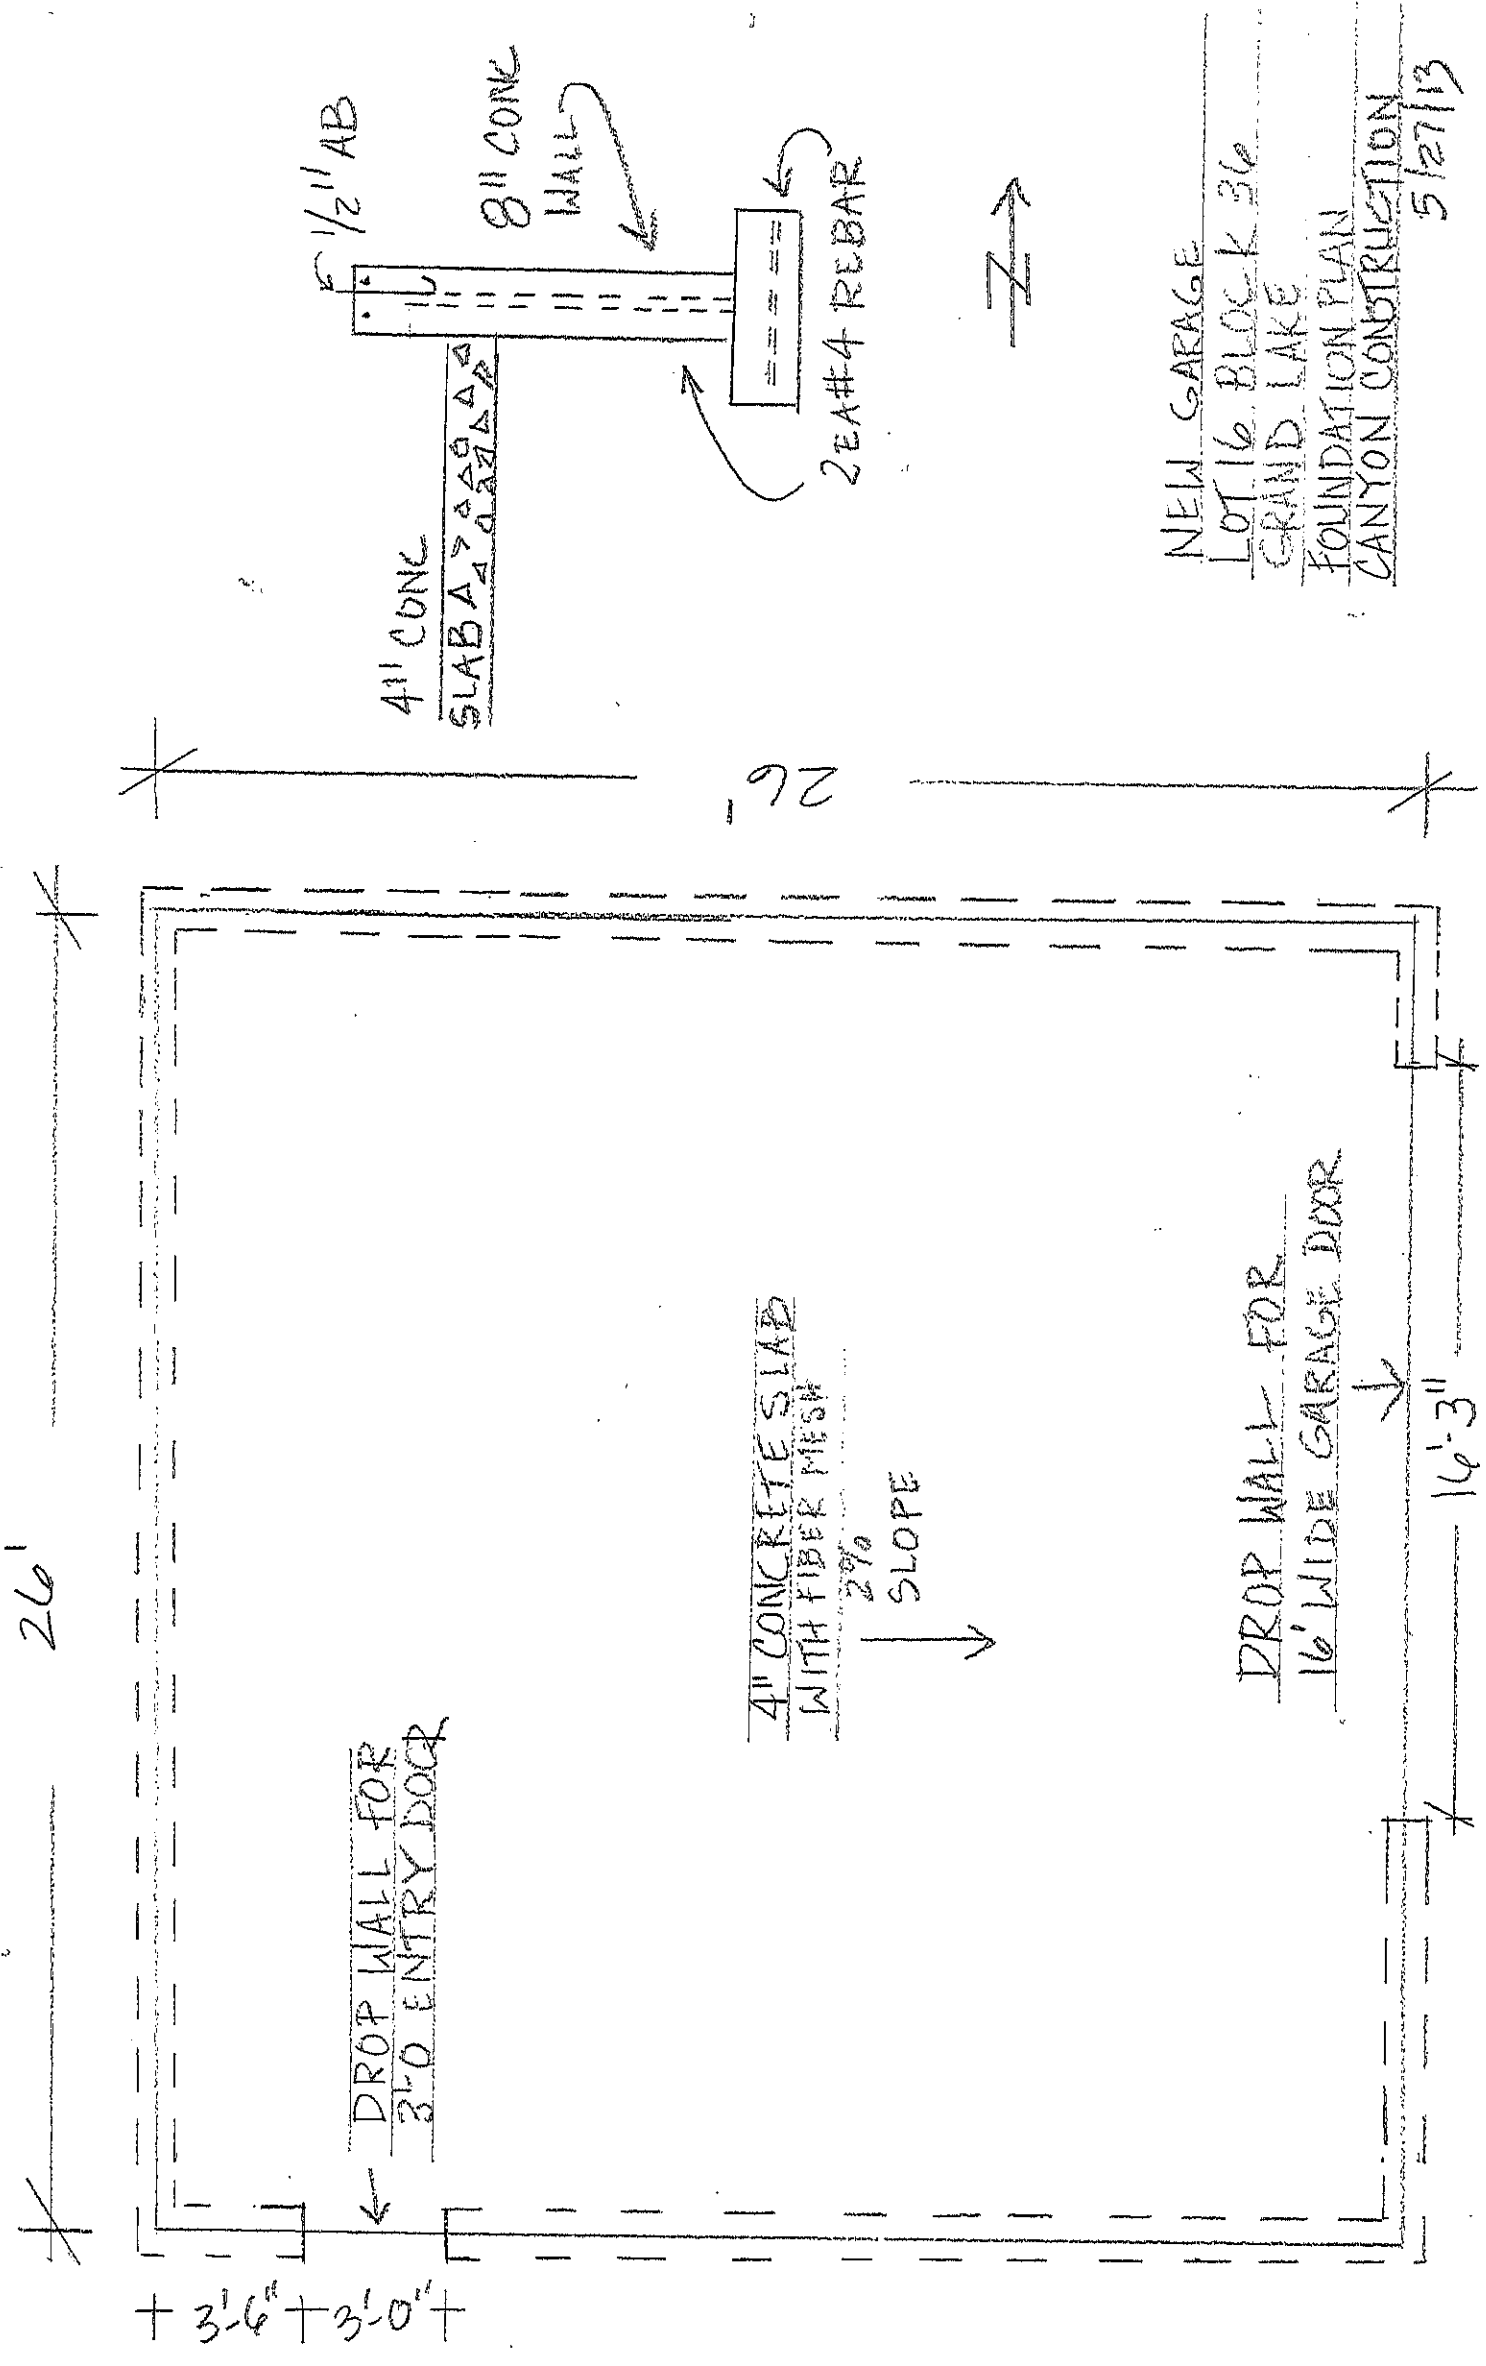 26'
3'-6"
3'-0"
DROP WALL FOR
3'-0 ENTRY DOOR
4" CONCRETE SLAB
WITH FIBER MESH
2%
SLOPE
DROP WALL FOR
16' WIDE GARAGE DOOR
16'-3"
26'
4" CONC
SLAB
1/2" AB
8" CONC
WALL
2EA#4 REBAR
N
NEW GARAGE
LOT 16 BLOCK 36
GRAND LAKE
FOUNDATION PLAN
CANYON CONSTRUCTION
5/27/13